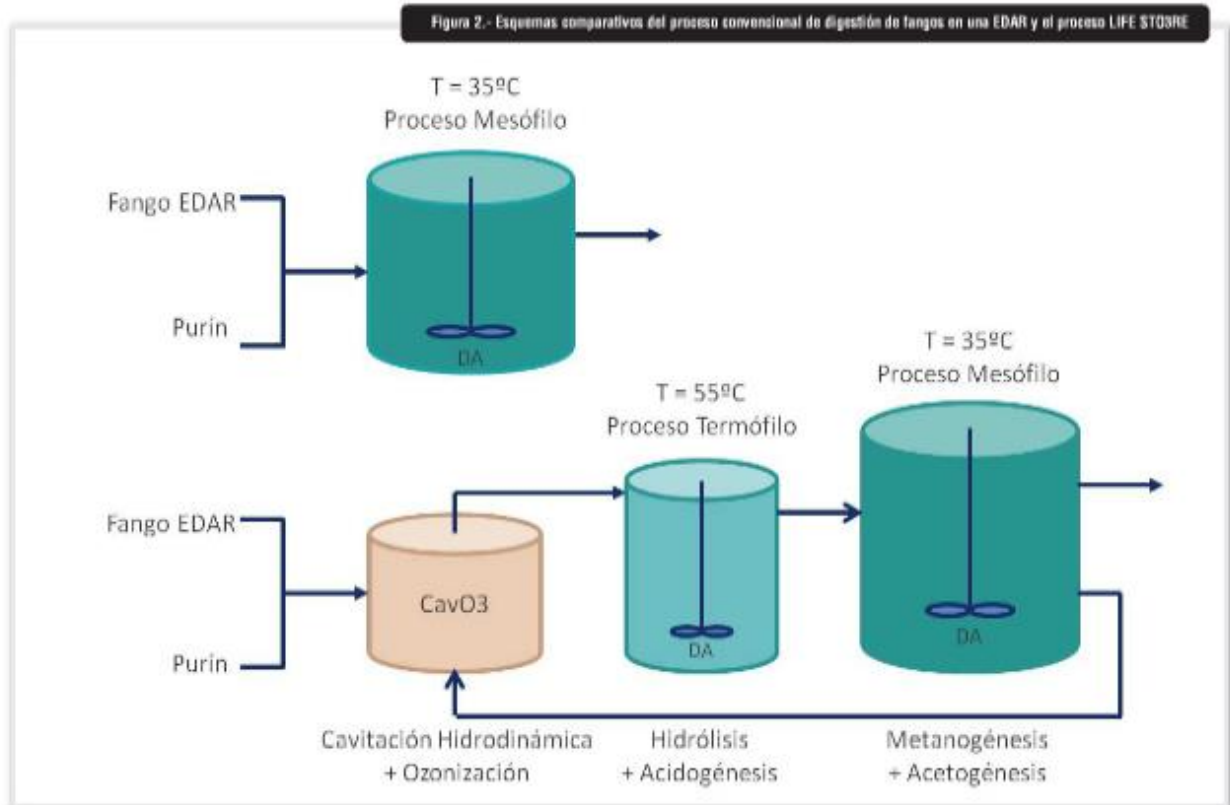 Figura 2.- Esquemas comparativos del proceso convencional de digestión de fangos en una EDAR y el proceso LIFE STO3RE
T = 35ºC
Proceso Mesófilo
Fango EDAR
Purín
DA
T = 35ºC
Proceso Mesófilo
T = 55ºC
Proceso Termófilo
Fango EDAR
CavO3
Purín
DA
DA
Cavitación Hidrodinámica
+ Ozonización
Hidrólisis
+ Acidogénesis
Metanogénesis
+ Acetogénesis